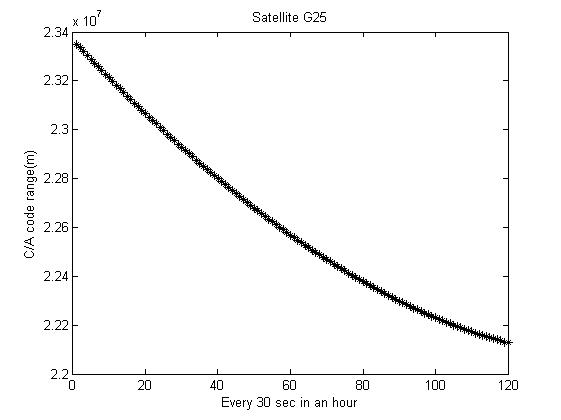 Satellite G25
x 10^7
2.34
2.32
2.3
2.28
2.26
2.24
2.22
2.2
C/A code range(m)
0 20 40 60 80 100 120
Every 30 sec in an hour